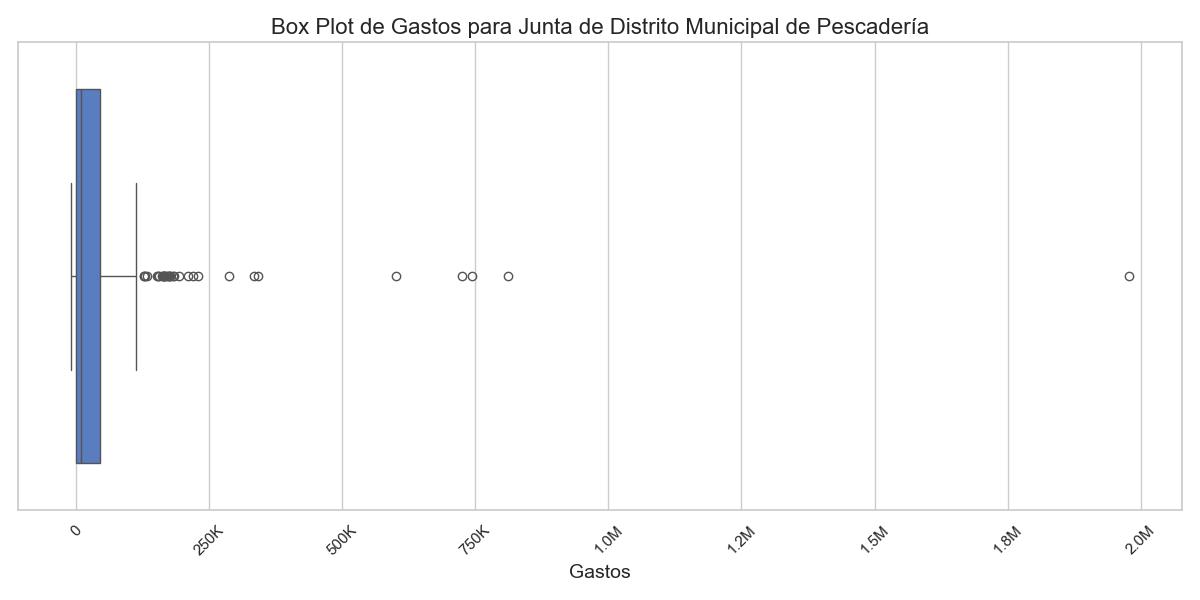 Box Plot de Gastos para Junta de Distrito Municipal de Pescadería
0
250K
500K
750K
1.0M
1.2M
1.5M
1.8M
2.0M
Gastos